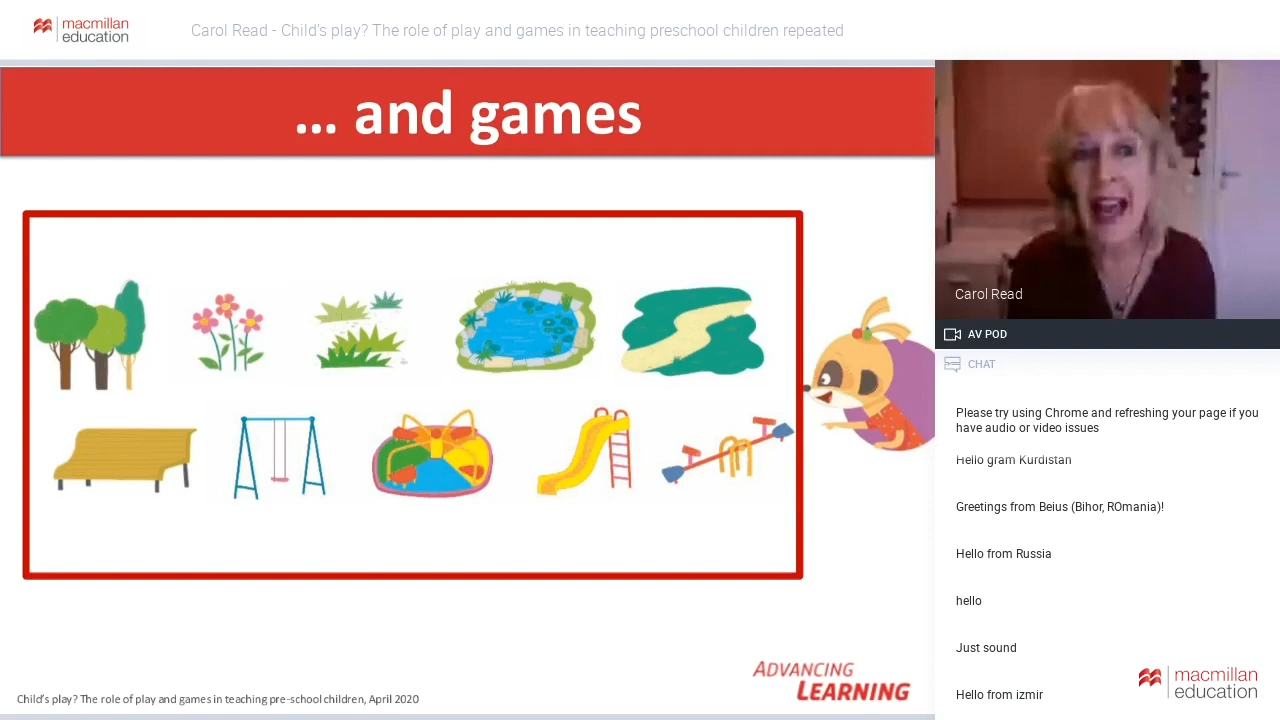 macmillan
education
Carol Read - Child's play? The role of play and games in teaching preschool children repeated
... and games
Carol Read
AV POD
CHAT
Please try using Chrome and refreshing your page if you
have audio or video issues
Hello gram Kurdistan
Greetings from Beius (Bihor, ROmania)!
Hello from Russia
hello
Just sound
Hello from izmir
macmillan
education
ADVANCING
LEARNING
Child's play? The role of play and games in teaching pre-school children, April 2020